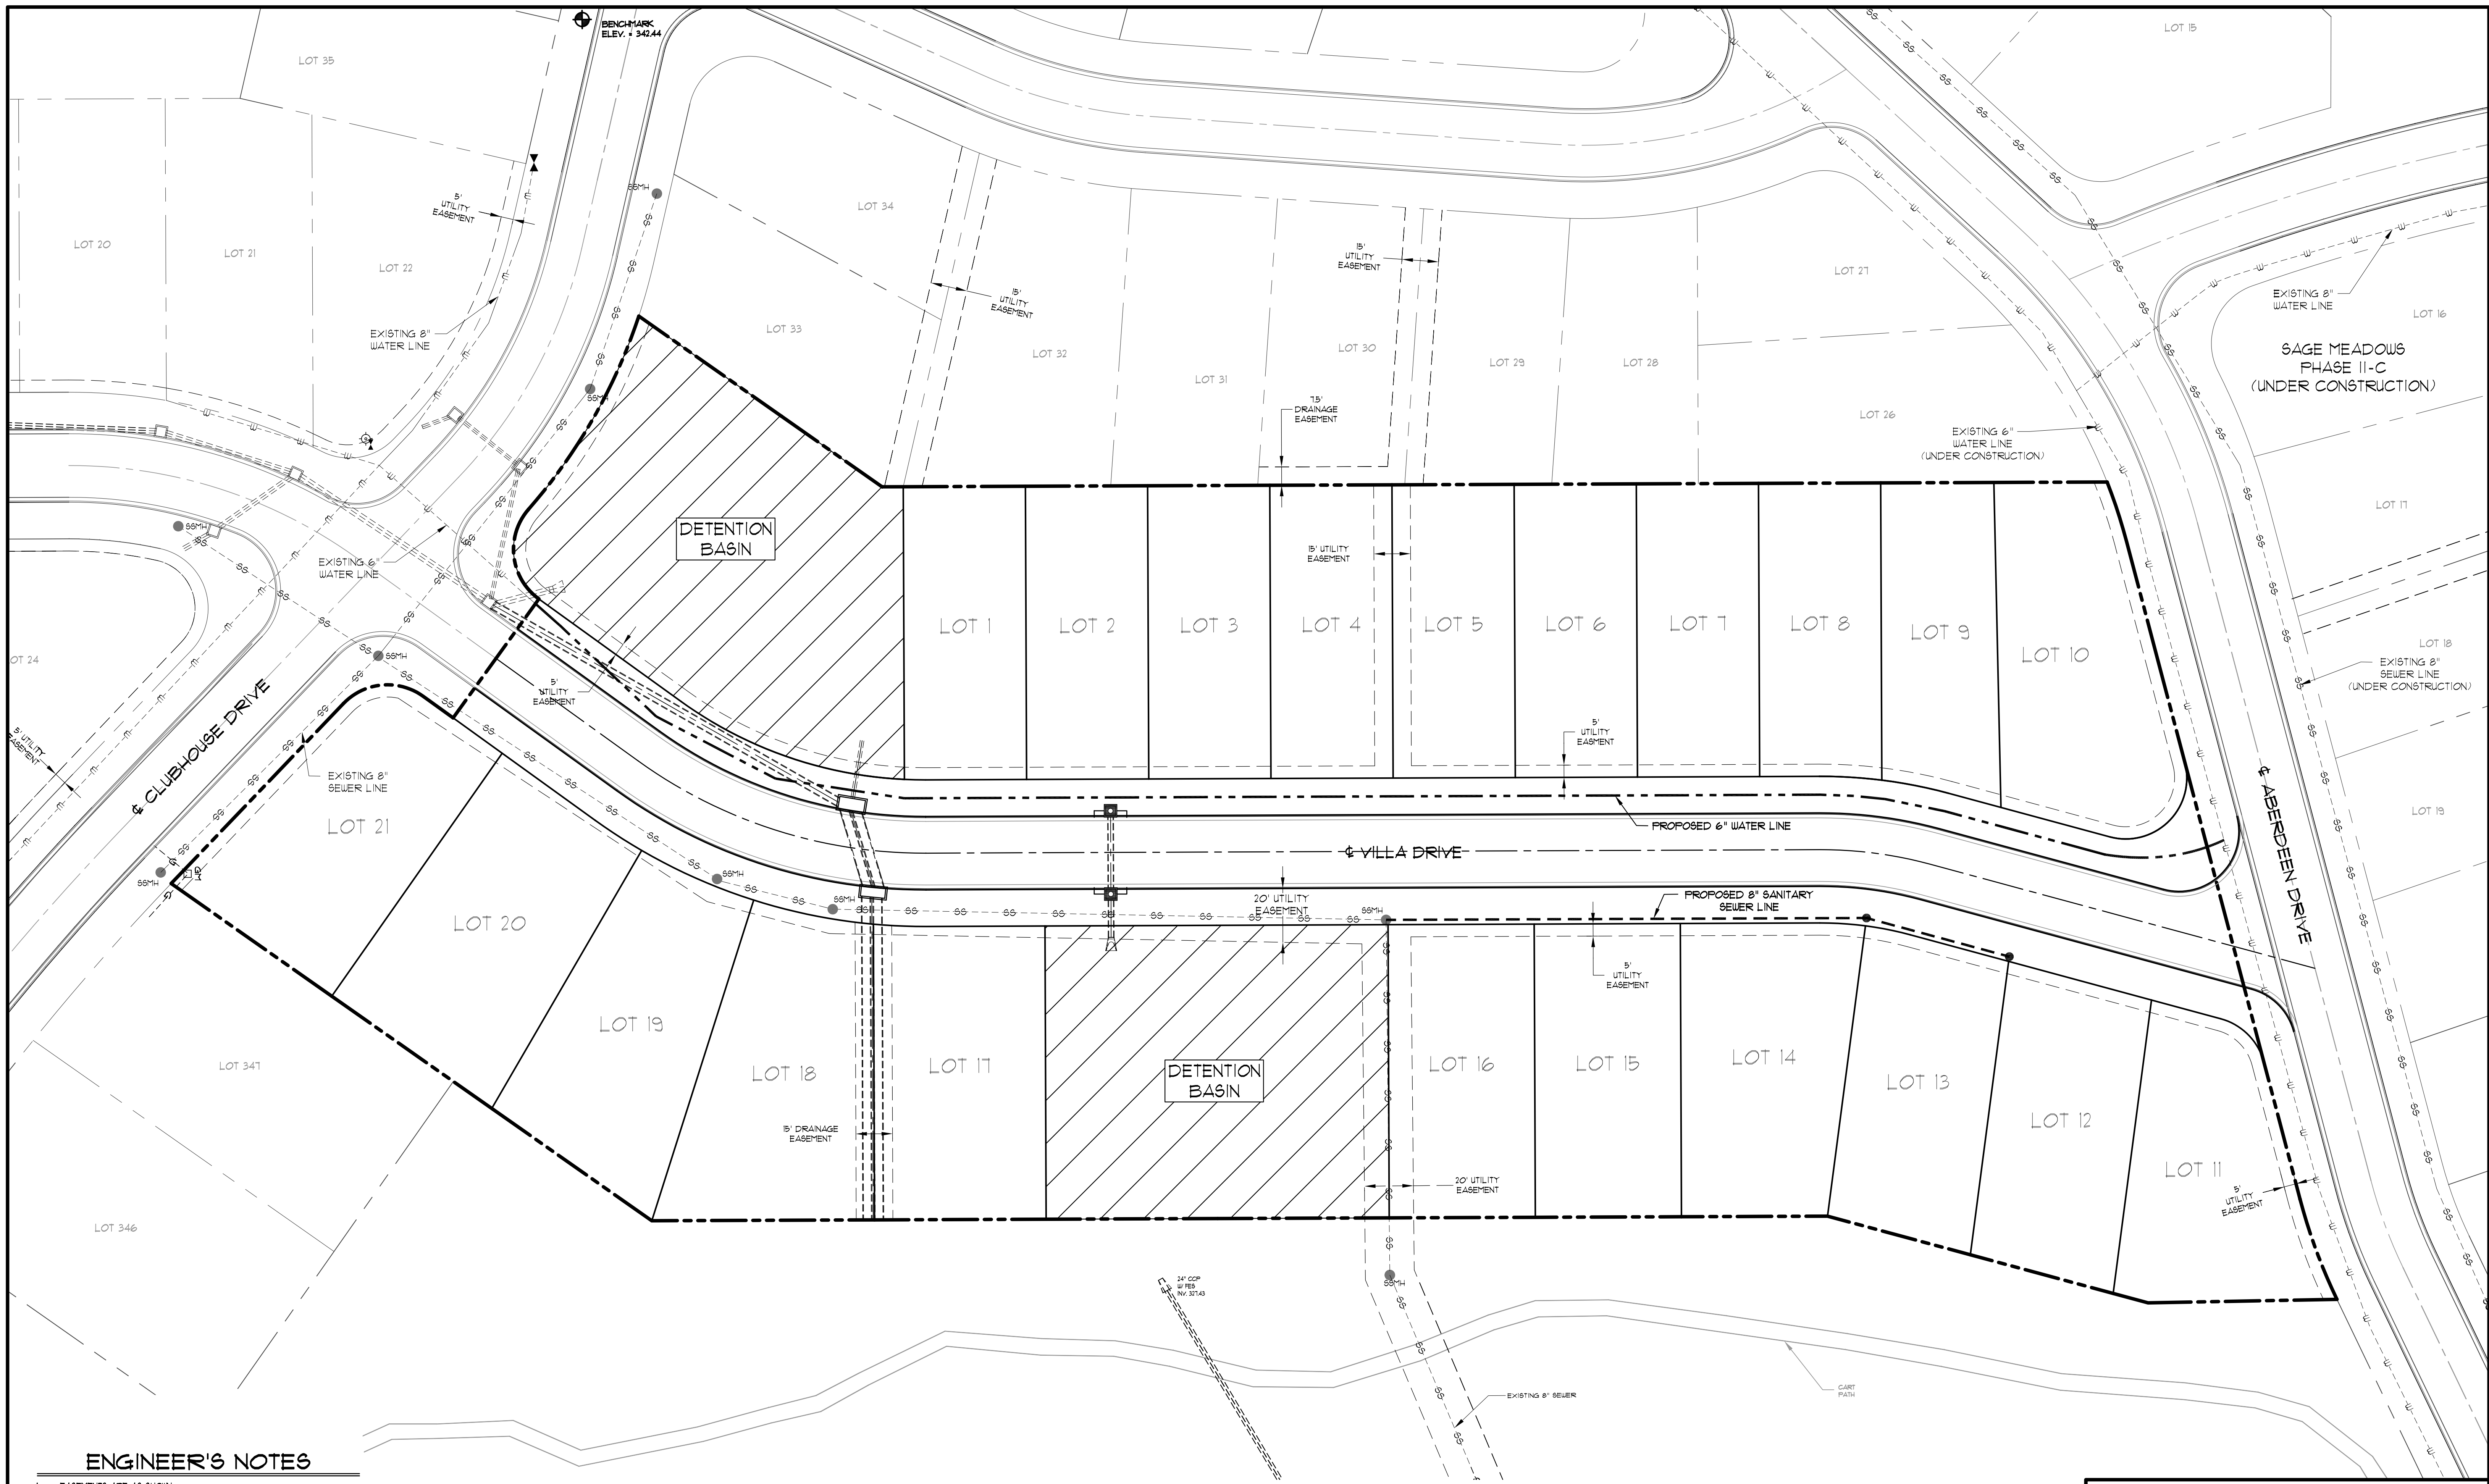 BENCHMARK
ELEV. = 342.44
LOT 15
LOT 35
LOT 20
LOT 21
LOT 22
5'
UTILITY
EASEMENT
SSMH
LOT 34
LOT 33
15'
UTILITY
EASEMENT
LOT 32
LOT 31
15'
UTILITY
EASEMENT
LOT 30
LOT 29
LOT 28
LOT 27
LOT 26
7.5'
DRAINAGE
EASEMENT
EXISTING 8"
WATER LINE
EXISTING 8"
WATER LINE
LOT 16
SAGE MEADOWS
PHASE II-C
(UNDER CONSTRUCTION)
EXISTING 6"
WATER LINE
(UNDER CONSTRUCTION)
SSMH
SSMH
EXISTING 6"
WATER LINE
DETENTION
BASIN
15' UTILITY
EASEMENT
LOT 17
LOT 1
LOT 2
LOT 3
LOT 4
LOT 5
LOT 6
LOT 7
LOT 8
LOT 9
LOT 10
LOT 18
EXISTING 8"
SEWER LINE
(UNDER CONSTRUCTION)
OT 24
SSMH
5'
UTILITY
EASEMENT
5' UTILITY
EASEMENT
℄ CLUBHOUSE DRIVE
5'
UTILITY
EASMENT
EXISTING 8"
SEWER LINE
LOT 21
PROPOSED 6" WATER LINE
℄ VILLA DRIVE
℄ ABERDEEN DRIVE
LOT 19
SSMH
SSMH
SSMH
SSMH
20' UTILITY
EASEMENT
PROPOSED 8" SANITARY
SEWER LINE
LOT 20
LOT 19
LOT 18
LOT 17
DETENTION
BASIN
5'
UTILITY
EASEMENT
LOT 16
LOT 15
LOT 14
LOT 13
LOT 12
LOT 11
LOT 347
15' DRAINAGE
EASEMENT
20' UTILITY
EASEMENT
5'
UTILITY
EASEMENT
LOT 346
24" CCP
W/ FES
INV. 327.43
SSMH
EXISTING 8" SEWER
CART
PATH
ENGINEER'S NOTES